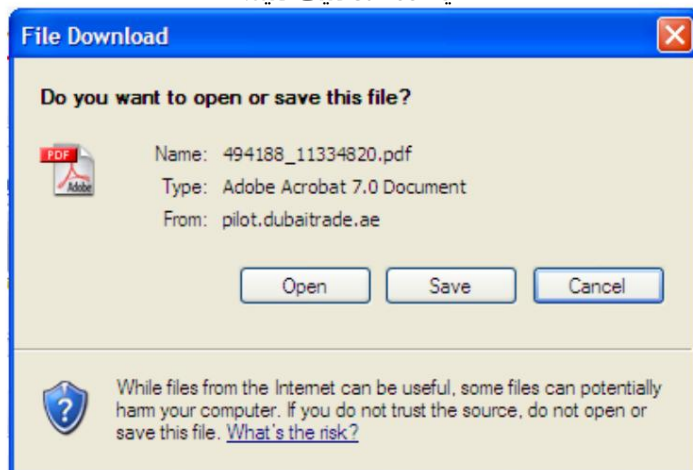 File Download
Do you want to open or save this file?
PDF
Adobe
Name: 494188_11334820.pdf
Type: Adobe Acrobat 7.0 Document
From: pilot.dubaitrade.ae
Open Save Cancel
While files from the Internet can be useful, some files can potentially
harm your computer. If you do not trust the source, do not open or
save this file. What's the risk?